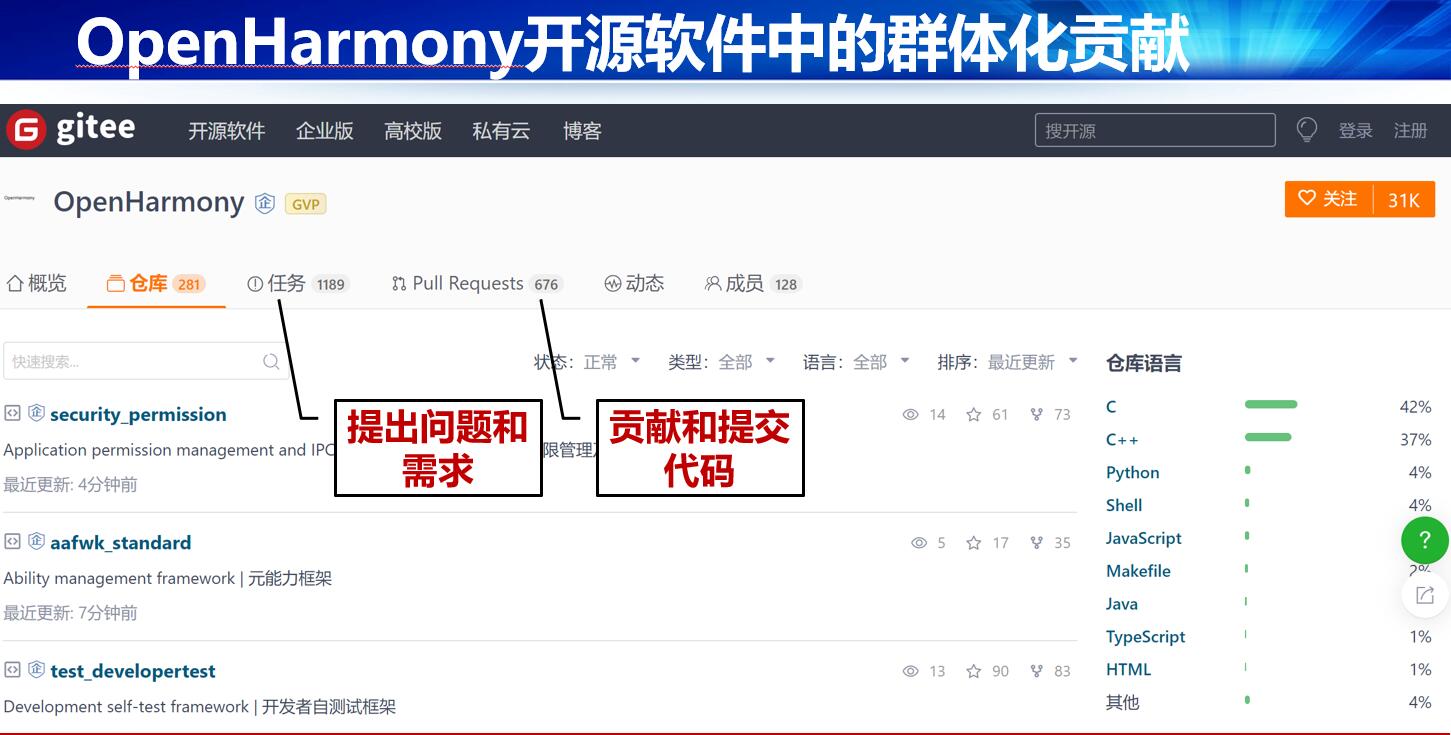 OpenHarmony开源软件中的群体化贡献
gitee 开源软件 企业版 高校版 私有云 博客 搜开源 登录 注册
OpenHarmony 企 GVP 关注 31K
概览 仓库 281 任务 1189 Pull Requests 676 动态 成员 128
快速搜索... 状态: 正常 类型: 全部 语言: 全部 排序: 最近更新
security_permission 14 61 73
Application permission management and IPC
限管理
最近更新: 4分钟前
提出问题和
需求
贡献和提交
代码
aafwk_standard 5 17 35
Ability management framework | 元能力框架
最近更新: 7分钟前
test_developertest 13 90 83
Development self-test framework | 开发者自测试框架
仓库语言
C 42%
C++ 37%
Python 4%
Shell 4%
JavaScript
Makefile 2%
Java
TypeScript 1%
HTML 1%
其他 4%
?